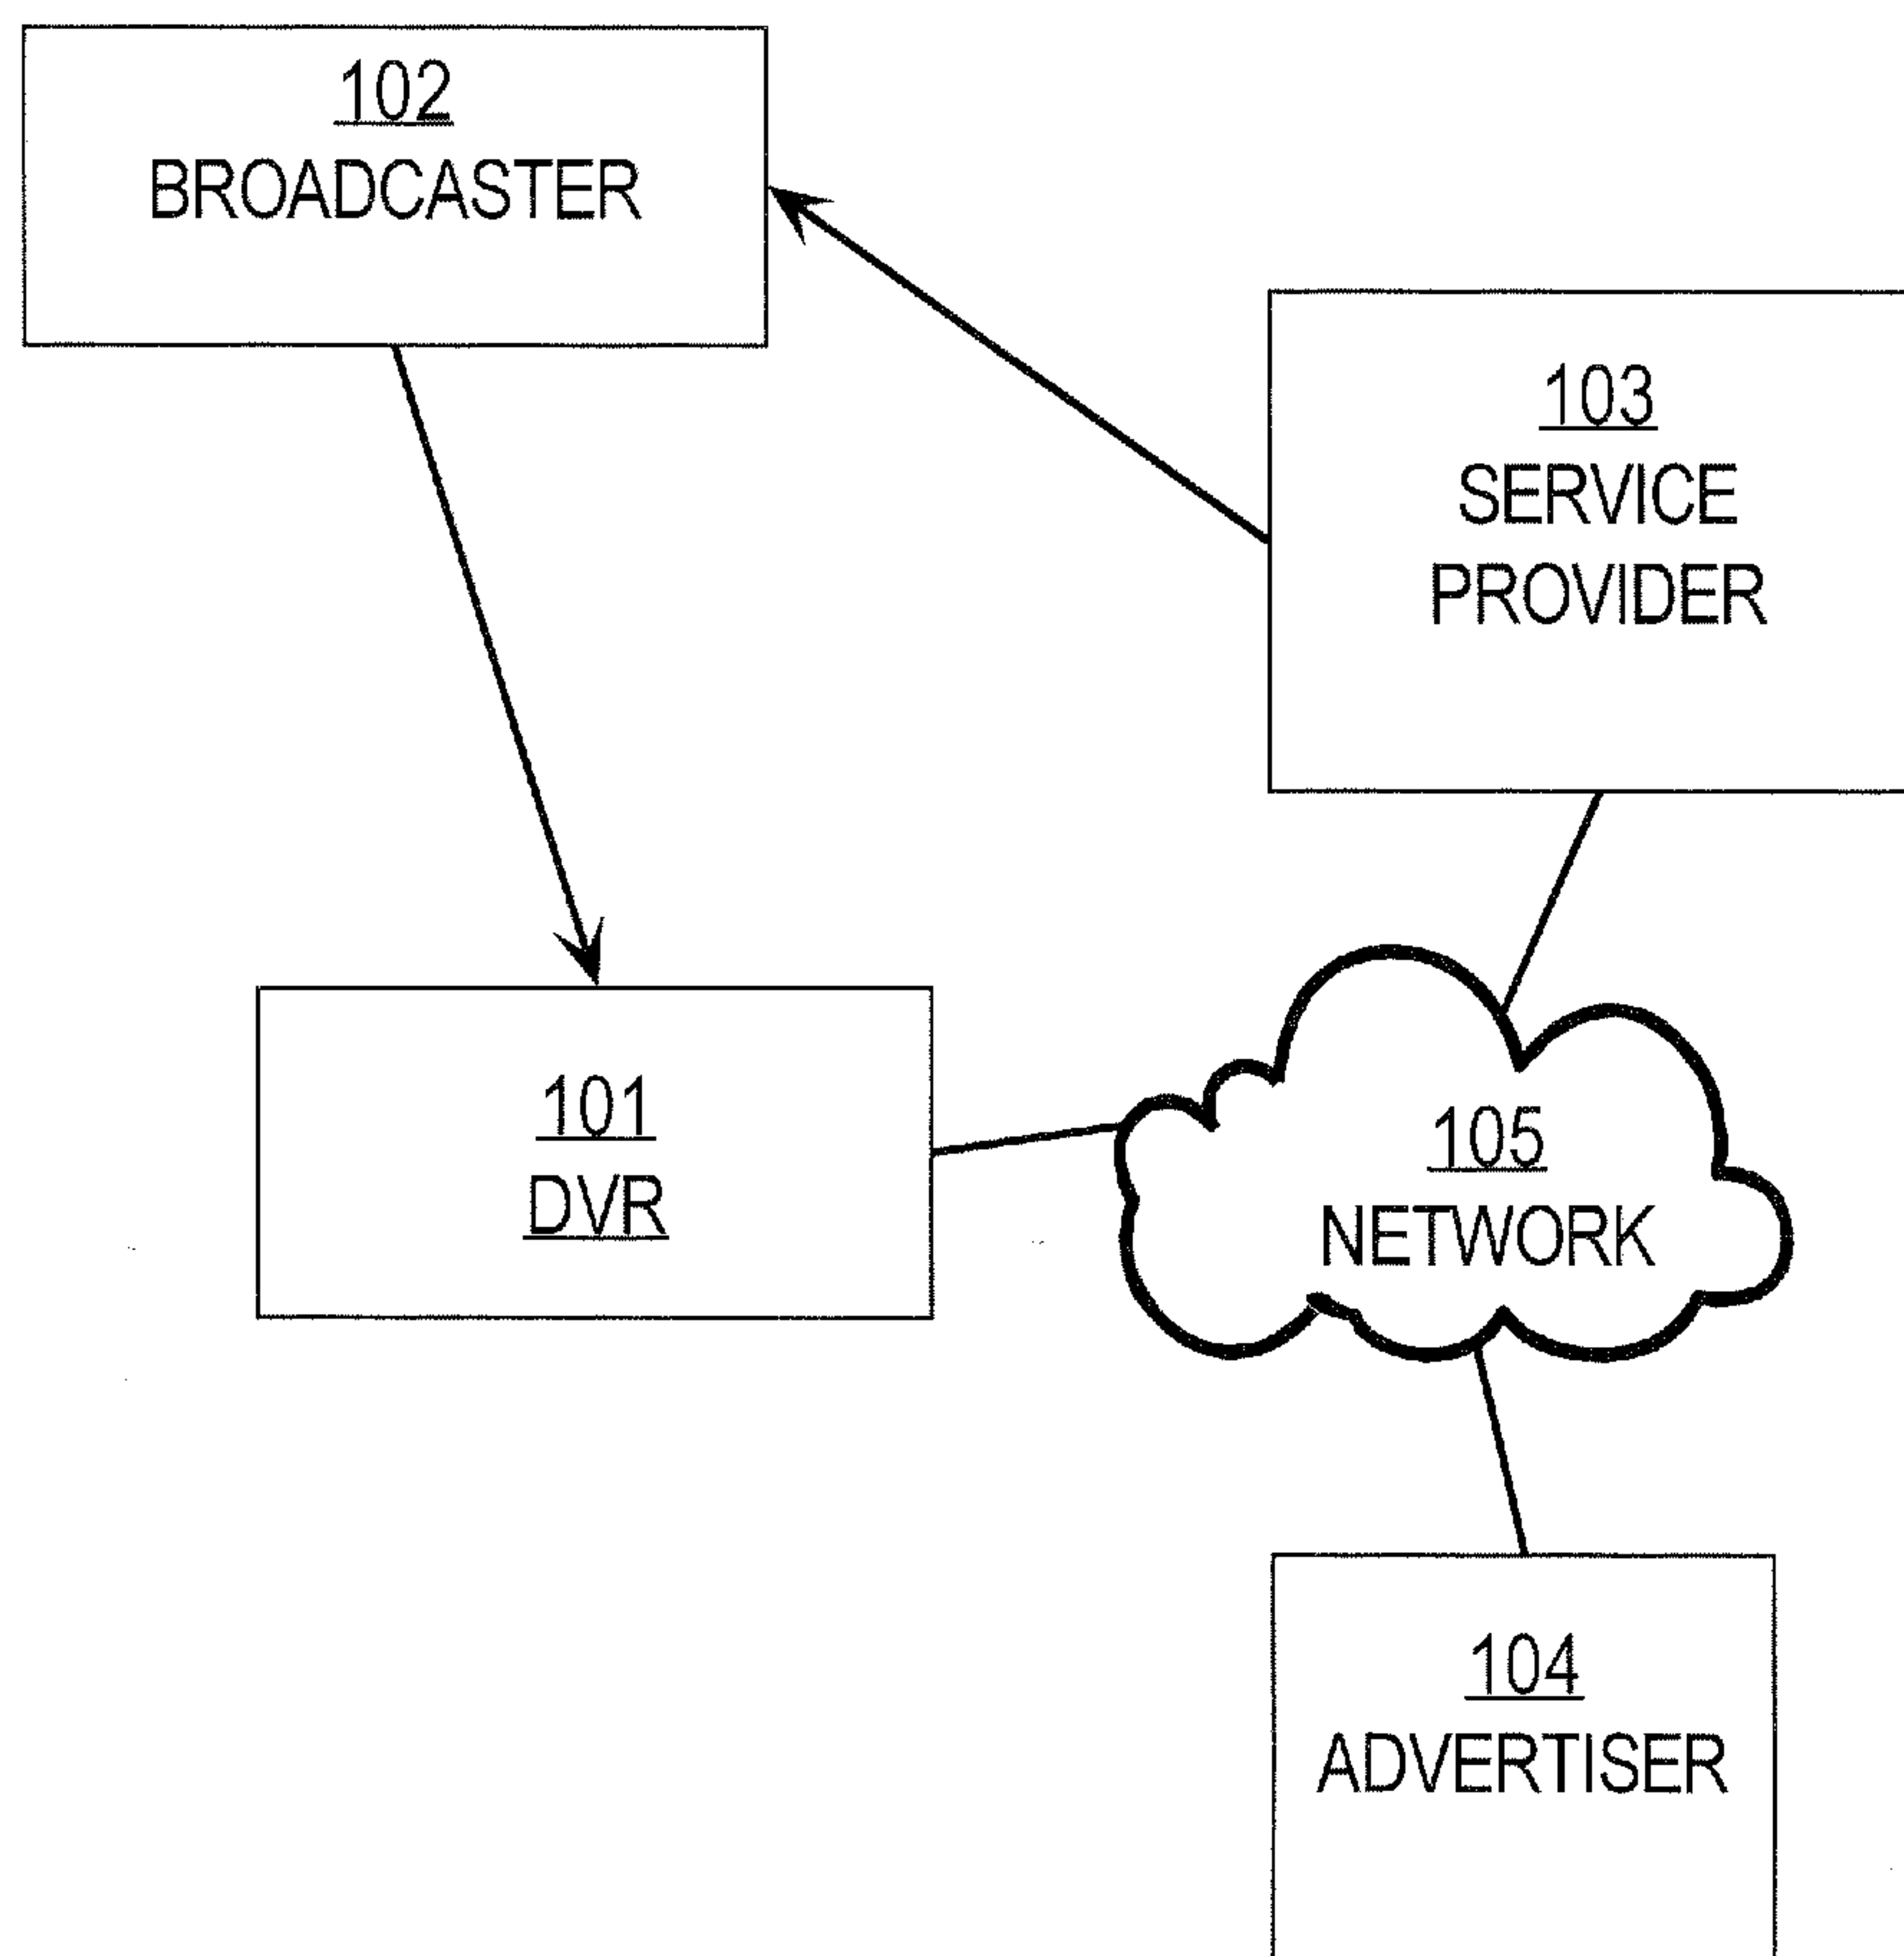 102
BROADCASTER
103
SERVICE
PROVIDER
101
DVR
105
NETWORK
104
ADVERTISER